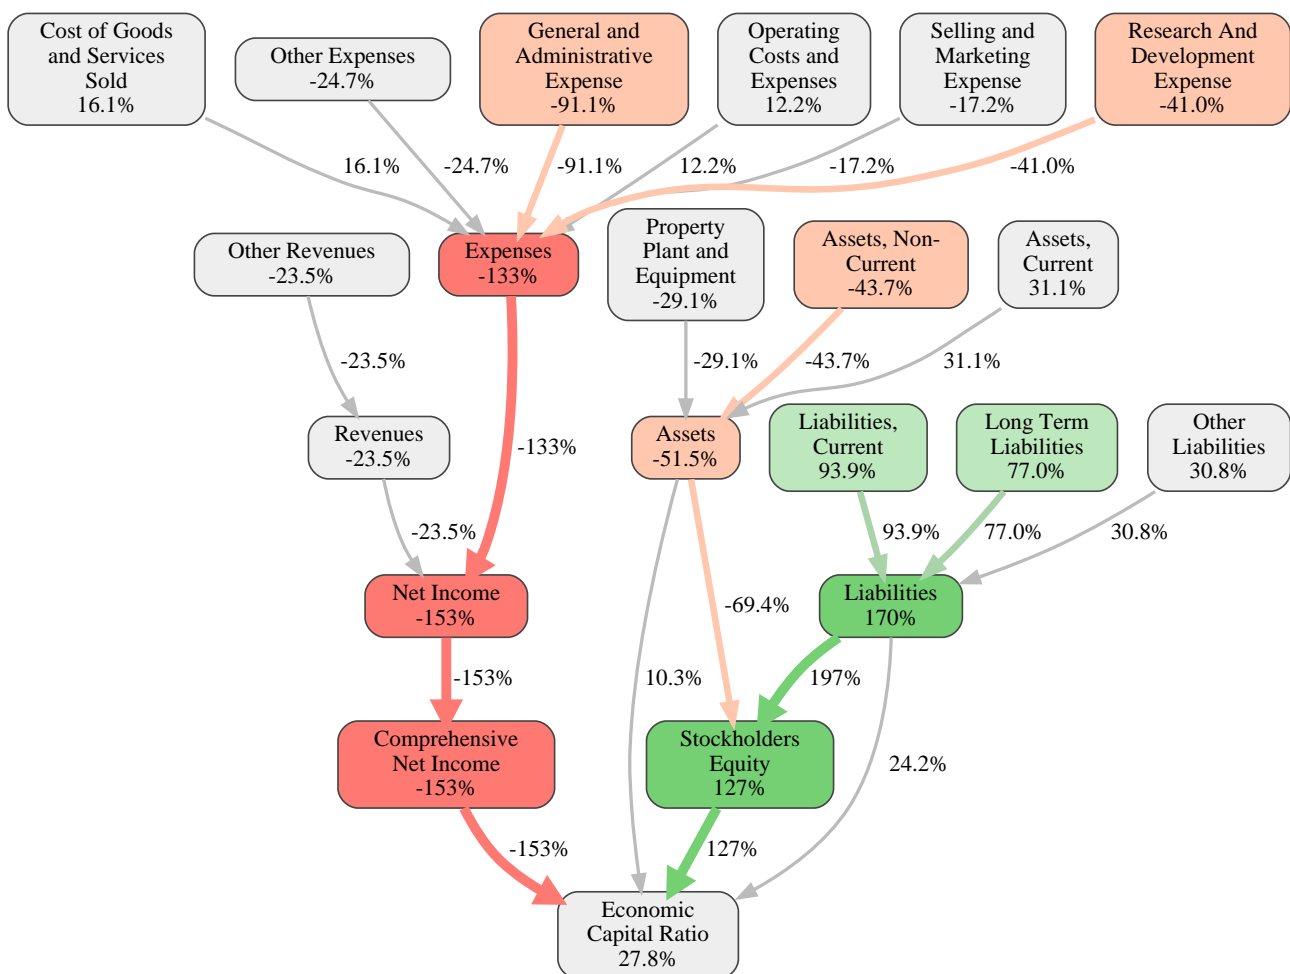 Cost of Goods
and Services
Sold
16.1%
Other Expenses
-24.7%
General and
Administrative
Expense
-91.1%
Operating
Costs and
Expenses
12.2%
Selling and
Marketing
Expense
-17.2%
Research And
Development
Expense
-41.0%
16.1%
-24.7%
-91.1%
12.2%
-17.2%
-41.0%
Other Revenues
-23.5%
Expenses
-133%
Property
Plant and
Equipment
-29.1%
Assets, Non-
Current
-43.7%
Assets,
Current
31.1%
-23.5%
-29.1%
-43.7%
31.1%
Revenues
-23.5%
-133%
Assets
-51.5%
Liabilities,
Current
93.9%
Long Term
Liabilities
77.0%
Other
Liabilities
30.8%
-23.5%
93.9%
77.0%
30.8%
Net Income
-153%
-69.4%
Liabilities
170%
-153%
10.3%
197%
Comprehensive
Net Income
-153%
Stockholders
Equity
127%
24.2%
-153%
127%
Economic
Capital Ratio
27.8%